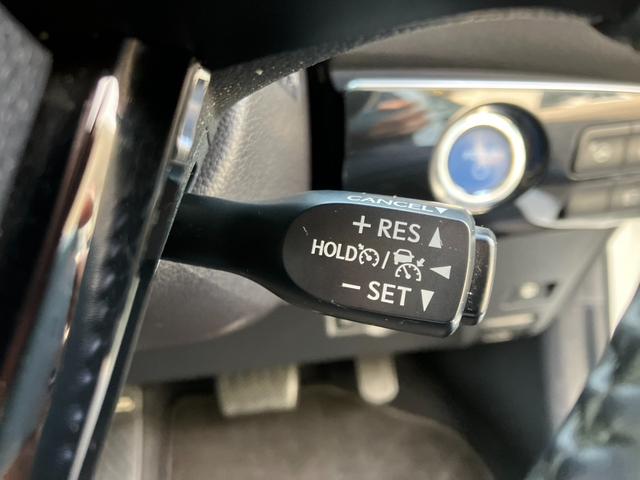 CANCEL
+ RES
HOLD /
− SET